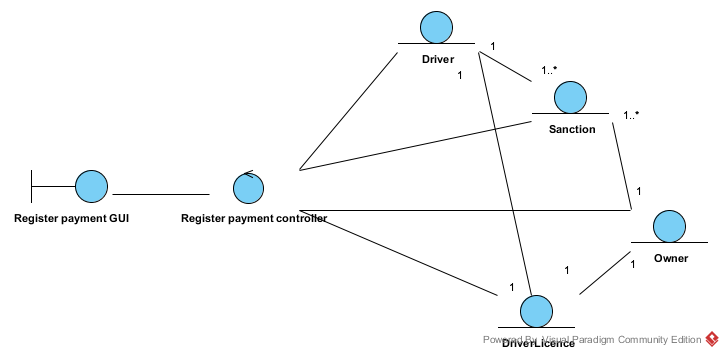 1
Driver
1
1..*
1..*
Sanction
Register payment GUI
Register payment controller
1
Owner
1
1
1
DriverLicence
Powered By Visual Paradigm Community Edition